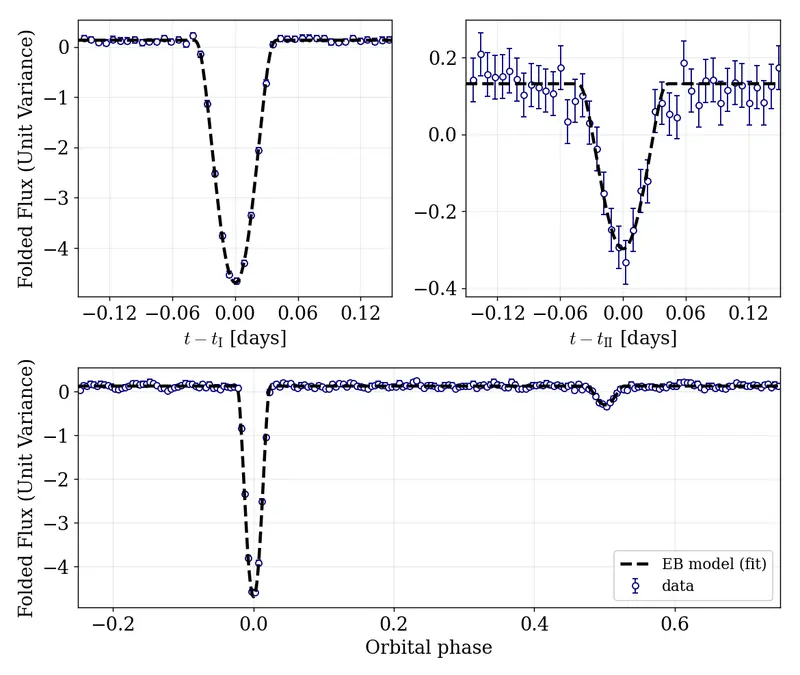 Folded Flux (Unit Variance)
0
−1
−2
−3
−4
−0.12 −0.06 0.00 0.06 0.12
t − tI [days]
0.2
0.0
−0.2
−0.4
−0.12 −0.06 0.00 0.06 0.12
t − tII [days]
Folded Flux (Unit Variance)
0
−1
−2
−3
−4
EB model (fit)
data
−0.2 0.0 0.2 0.4 0.6
Orbital phase